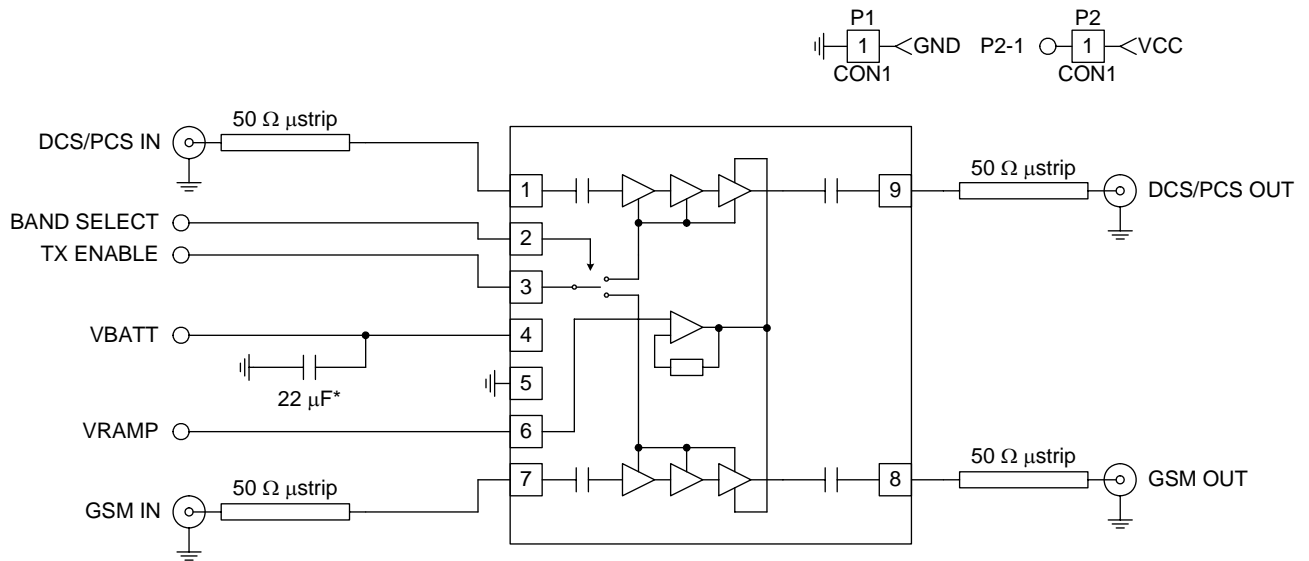 P1
1
GND
CON1
P2-1
P2
1
VCC
CON1
DCS/PCS IN
50 Ω μstrip
BAND SELECT
TX ENABLE
VBATT
22 μF*
VRAMP
GSM IN
50 Ω μstrip
1
2
3
4
5
6
7
9
8
50 Ω μstrip
DCS/PCS OUT
50 Ω μstrip
GSM OUT